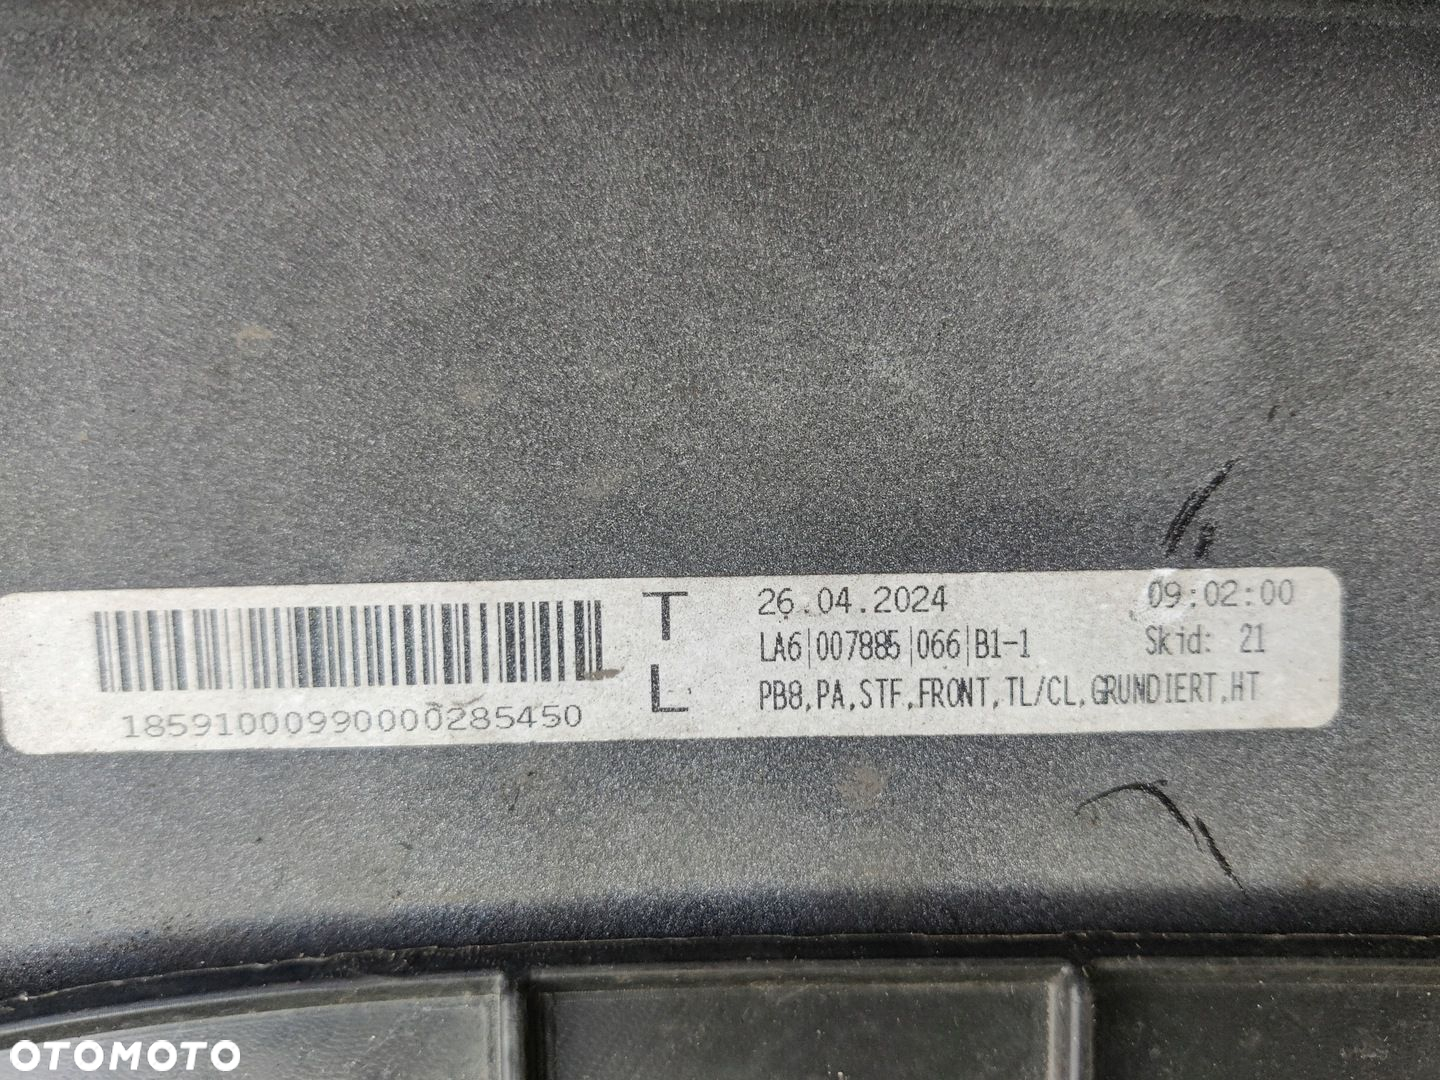 T
L
26.04.2024 09:02:00
LA6|007885|066|B1-1 Skid: 21
PB8,PA,STF,FRONT,TL/CL,GRUNDIERT,HT
18591000990000285450
OTOMOTO